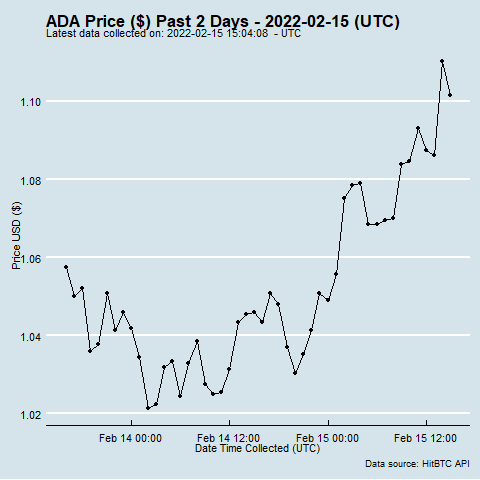 ADA Price ($) Past 2 Days - 2022-02-15 (UTC)
Latest data collected on: 2022-02-15 15:04:08 - UTC
1.10
1.08
1.06
1.04
1.02
Price USD ($)
Feb 14 00:00
Feb 14 12:00
Feb 15 00:00
Feb 15 12:00
Date Time Collected (UTC)
Data source: HitBTC API